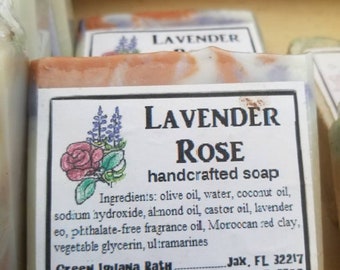 LAVENDER
LAVENDER
ROSE
handcrafted soap
Ingredients: olive oil, water, coconut oil,
sodium hydroxide, almond oil, castor oil, lavender
eo, phthalate-free fragrance oil, Moroccan red clay,
vegetable glycerin, ultramarines
Green Indiana Bath Jax, FL 32217